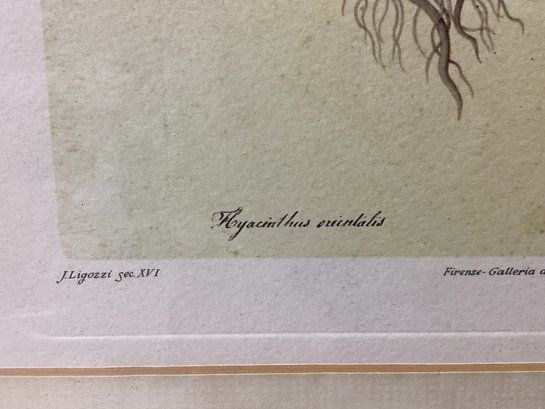 Hyacinthus orientalis
J. Ligozzi sec. XVI
Firenze - Galleria d